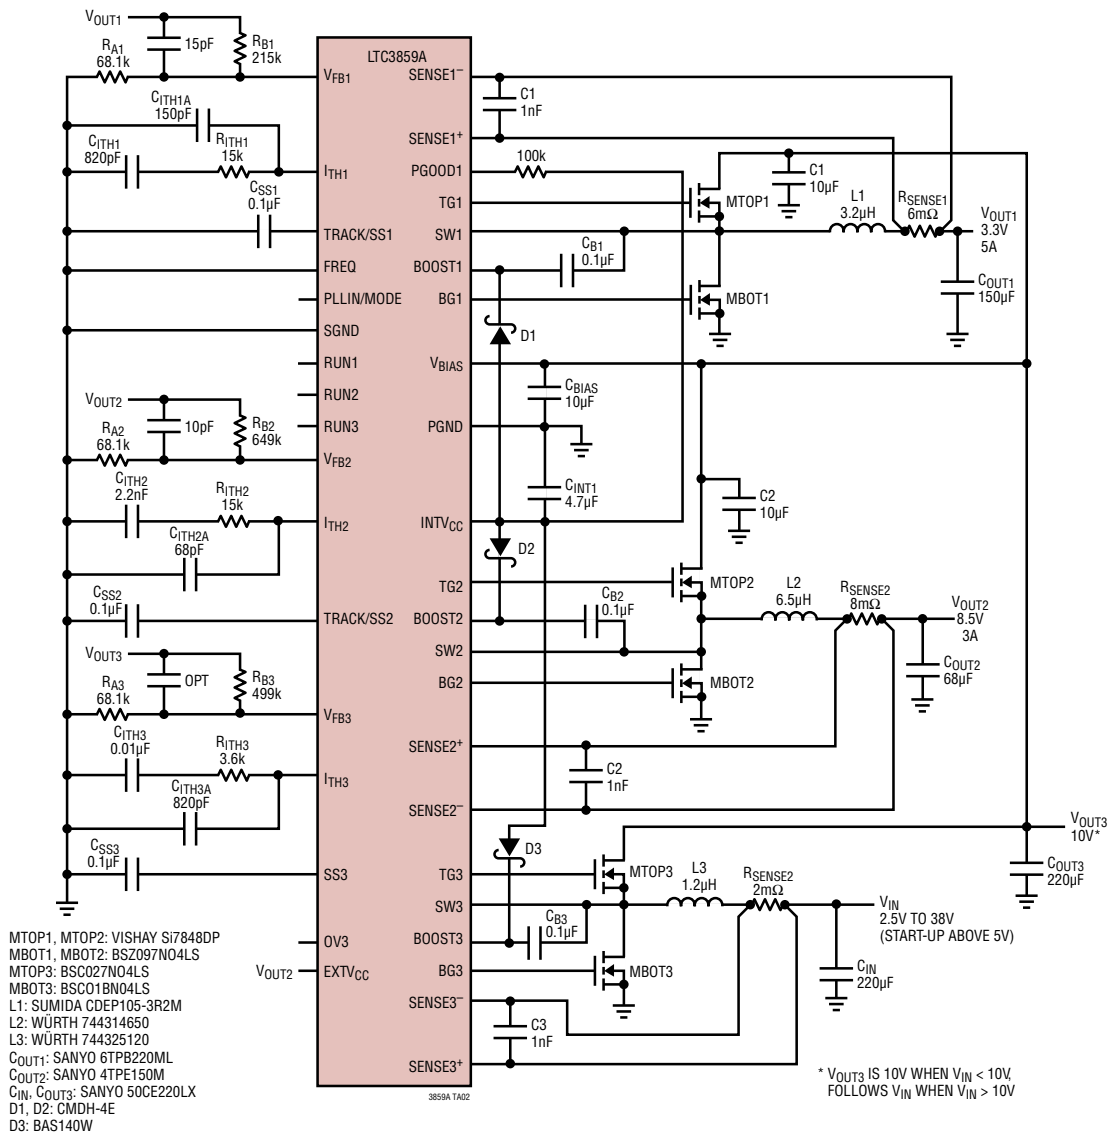 VOUT1
15pF
RB1
215k
RA1
68.1k
VFB1
CITH1A
150pF
CITH1
820pF
RITH1
15k
ITH1
CSS1
0.1µF
TRACK/SS1
FREQ
PLLIN/MODE
SGND
RUN1
RUN2
RUN3
VOUT2
10pF
RB2
649k
RA2
68.1k
VFB2
CITH2
2.2nF
RITH2
15k
ITH2
CITH2A
68pF
CSS2
0.1µF
TRACK/SS2
VOUT3
OPT
RB3
499k
RA3
68.1k
VFB3
CITH3
0.01µF
RITH3
3.6k
ITH3
CITH3A
820pF
CSS3
0.1µF
SS3
OV3
VOUT2
EXTVCC
LTC3859A
SENSE1–
SENSE1+
PGOOD1
TG1
SW1
BOOST1
BG1
VBIAS
PGND
INTVCC
TG2
BOOST2
SW2
BG2
SENSE2+
SENSE2–
TG3
SW3
BOOST3
BG3
SENSE3–
SENSE3+
C1
1nF
100k
C1
10µF
MTOP1
L1
3.2µH
RSENSE1
6mΩ
VOUT1
3.3V
5A
CB1
0.1µF
MBOT1
COUT1
150µF
D1
CBIAS
10µF
CINT1
4.7µF
C2
10µF
D2
MTOP2
L2
6.5µH
RSENSE2
8mΩ
VOUT2
8.5V
3A
CB2
0.1µF
MBOT2
COUT2
68µF
C2
1nF
VOUT3
10V*
D3
MTOP3
L3
1.2µH
RSENSE2
2mΩ
COUT3
220µF
VIN
2.5V TO 38V
(START-UP ABOVE 5V)
CB3
0.1µF
MBOT3
CIN
220µF
C3
1nF
MTOP1, MTOP2: VISHAY Si7848DP
MBOT1, MBOT2: BSZ097NO4LS
MTOP3: BSC027NO4LS
MBOT3: BSCO1BN04LS
L1: SUMIDA CDEP105-3R2M
L2: WÜRTH 744314650
L3: WÜRTH 744325120
COUT1: SANYO 6TPB220ML
COUT2: SANYO 4TPE150M
CIN, COUT3: SANYO 50CE220LX
D1, D2: CMDH-4E
D3: BAS140W
* VOUT3 IS 10V WHEN VIN < 10V,
FOLLOWS VIN WHEN VIN > 10V
3859A TA02